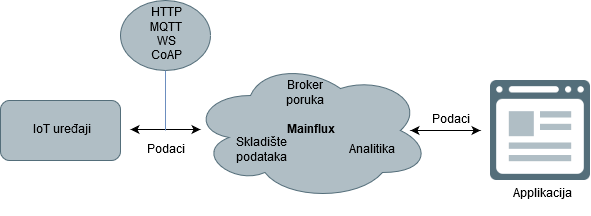 HTTP
MQTT
WS
CoAP
IoT uređaji
Podaci
Broker
poruka
Mainflux
Skladište
podataka
Analitika
Podaci
Applikacija